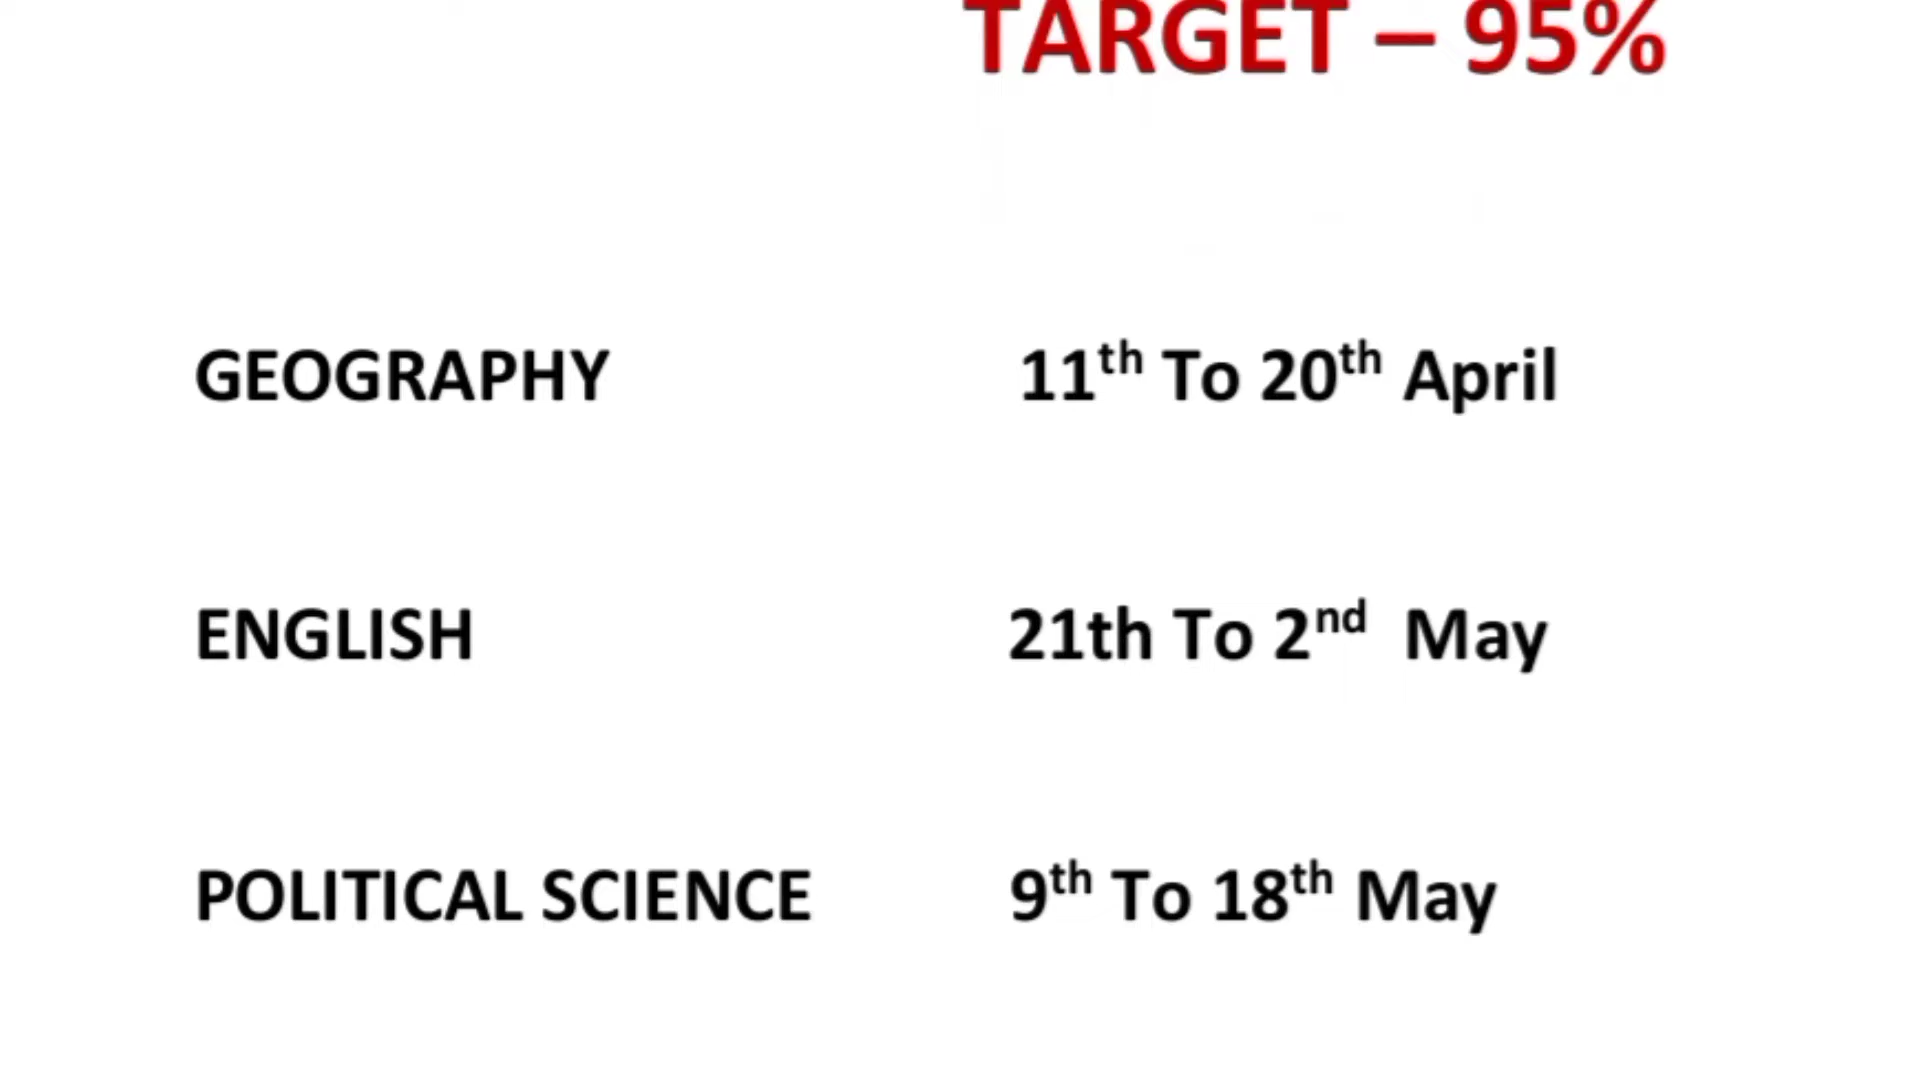 TARGET – 95%
GEOGRAPHY 11th To 20th April
ENGLISH 21th To 2nd May
POLITICAL SCIENCE 9th To 18th May